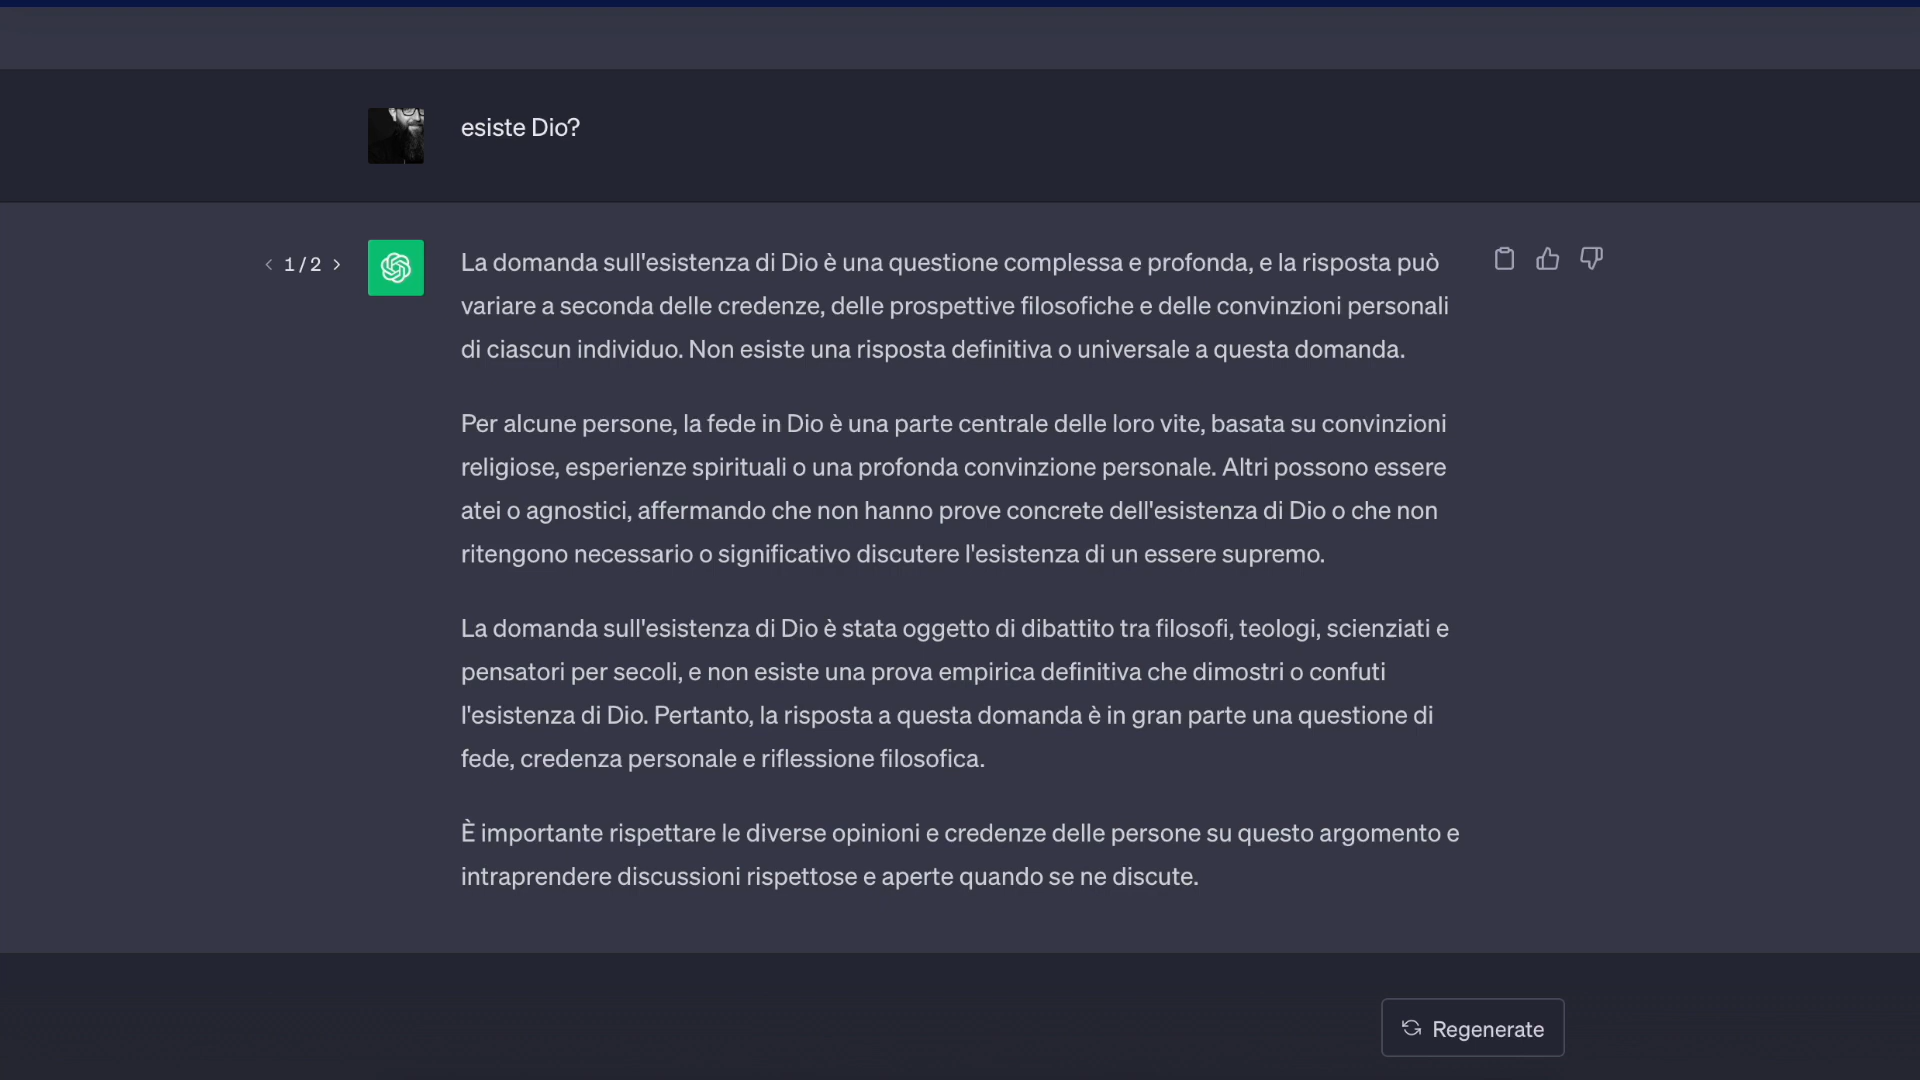 esiste Dio?
< 1 / 2 >
La domanda sull'esistenza di Dio è una questione complessa e profonda, e la risposta può
variare a seconda delle credenze, delle prospettive filosofiche e delle convinzioni personali
di ciascun individuo. Non esiste una risposta definitiva o universale a questa domanda.
Per alcune persone, la fede in Dio è una parte centrale delle loro vite, basata su convinzioni
religiose, esperienze spirituali o una profonda convinzione personale. Altri possono essere
atei o agnostici, affermando che non hanno prove concrete dell'esistenza di Dio o che non
ritengono necessario o significativo discutere l'esistenza di un essere supremo.
La domanda sull'esistenza di Dio è stata oggetto di dibattito tra filosofi, teologi, scienziati e
pensatori per secoli, e non esiste una prova empirica definitiva che dimostri o confuti
l'esistenza di Dio. Pertanto, la risposta a questa domanda è in gran parte una questione di
fede, credenza personale e riflessione filosofica.
È importante rispettare le diverse opinioni e credenze delle persone su questo argomento e
intraprendere discussioni rispettose e aperte quando se ne discute.
Regenerate